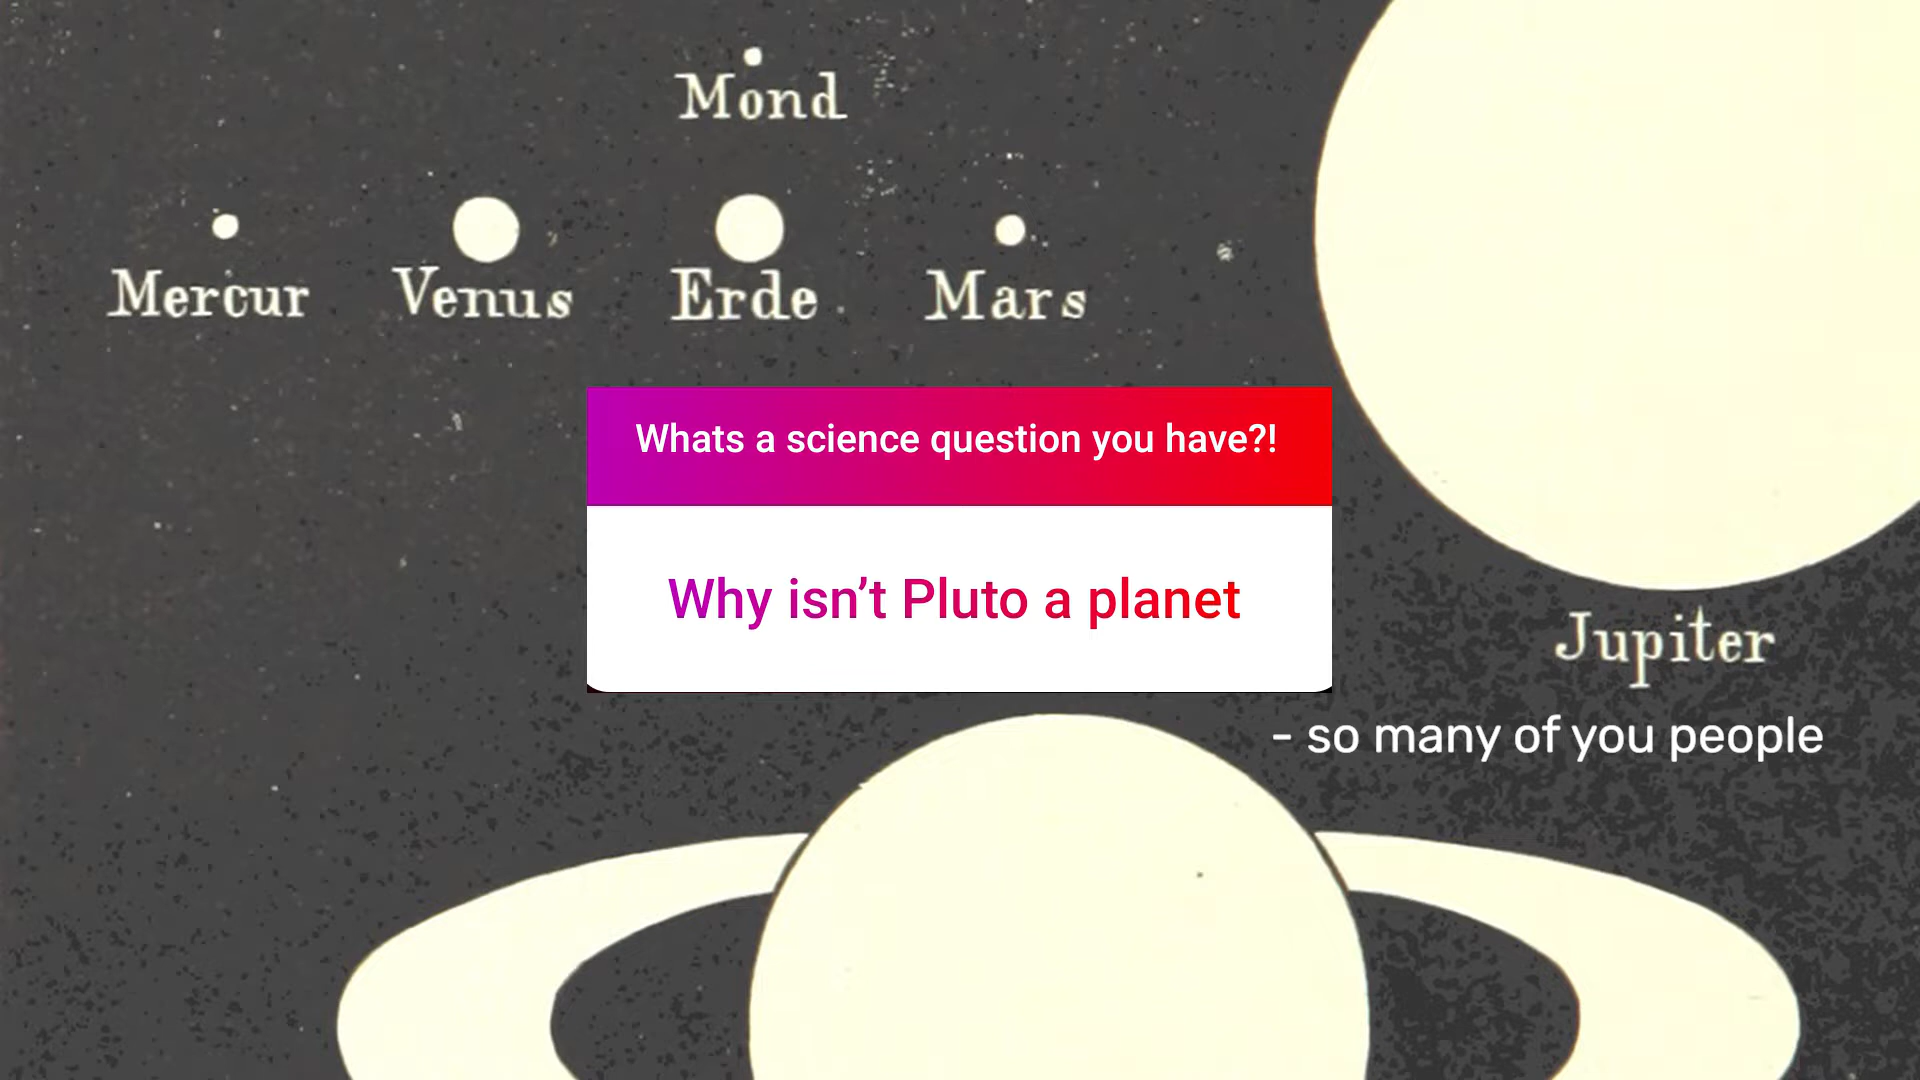 Mond
Mercur Venus Erde Mars
Whats a science question you have?!
Why isn’t Pluto a planet
Jupiter
- so many of you people